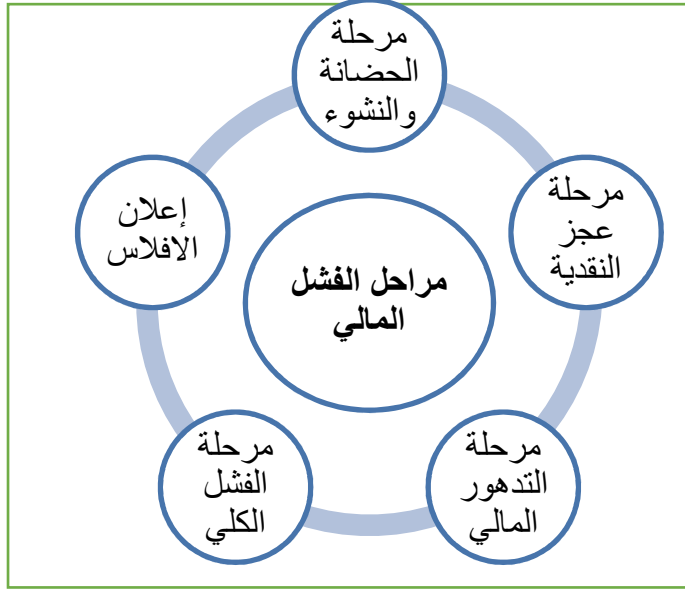 مرحلة
الحضانة
والنشوء
مرحلة
عجز
النقدية
إعلان
الافلاس
مراحل الفشل
المالي
مرحلة
التدهور
المالي
مرحلة
الفشل
الكلي